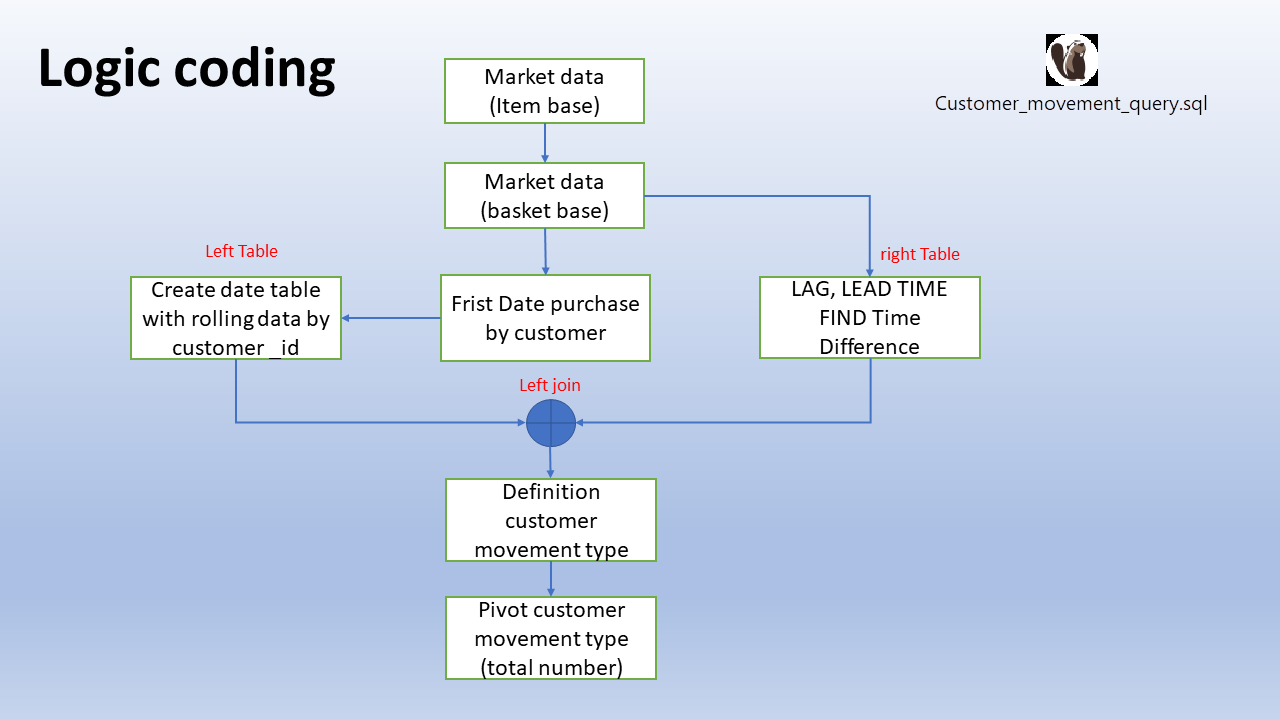 Logic coding
Customer_movement_query.sql
Market data
(Item base)
Market data
(basket base)
Left Table
right Table
Create date table
with rolling data by
customer _id
Frist Date purchase
by customer
LAG, LEAD TIME
FIND Time
Difference
Left join
Definition
customer
movement type
Pivot customer
movement type
(total number)